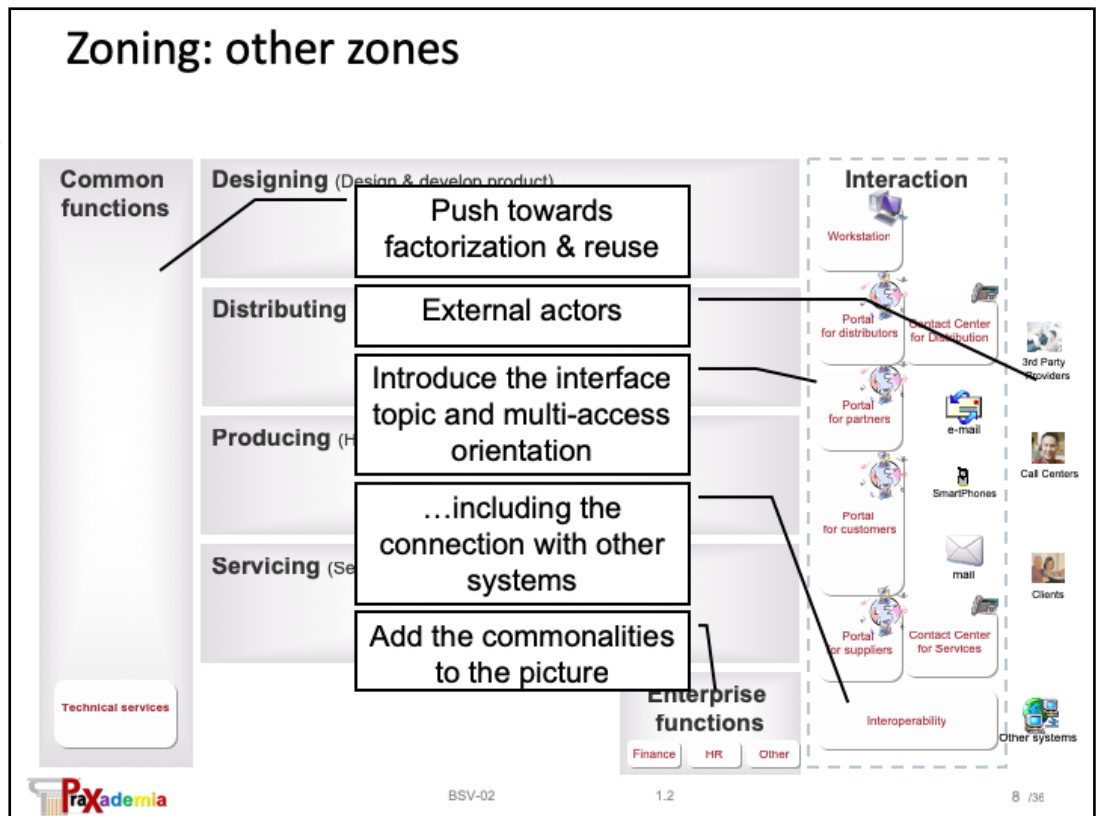 Zoning: other zones
Common
functions
Technical services
Designing (Design & develop product)
Distributing
Producing (H
Servicing (Se
Push towards
factorization & reuse
External actors
Introduce the interface
topic and multi-access
orientation
…including the
connection with other
systems
Add the commonalities
to the picture
Enterprise
functions
Finance
HR
Other
Interaction
Workstation
Portal
for distributors
Contact Center
for Distribution
Portal
for partners
e-mail
SmartPhones
Portal
for customers
mail
Portal
for suppliers
Contact Center
for Services
Interoperability
3rd Party
Providers
Call Centers
Clients
Other systems
PraXademia
BSV-02
1.2
8 /36